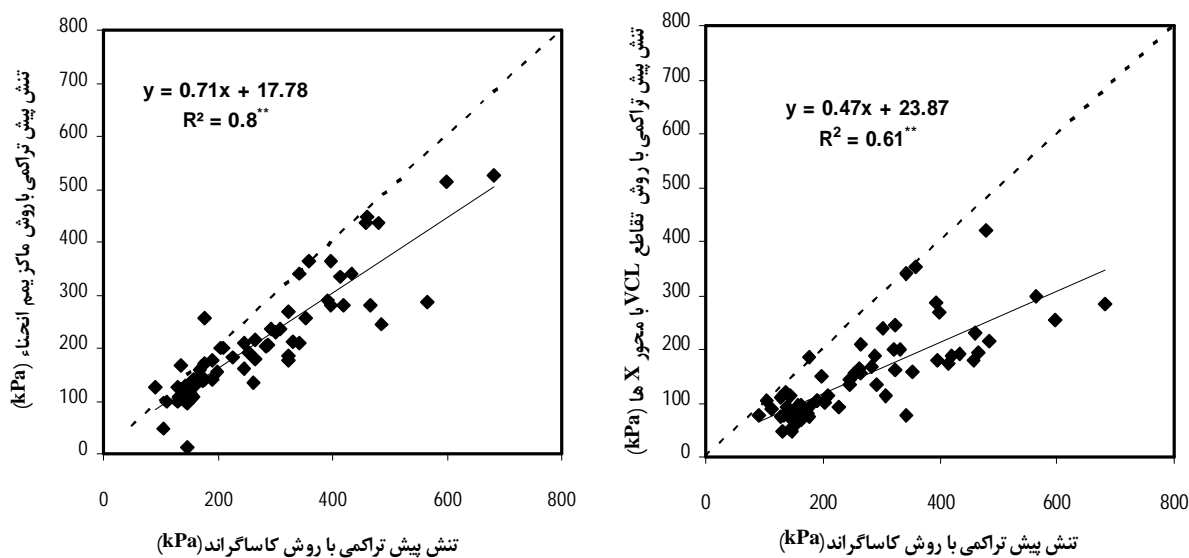 تنش پیش تراکمی با روش ماکزیمم انحناء (kPa)
800
700
600
500
400
300
200
100
0
y = 0.71x + 17.78
R² = 0.8**
0 200 400 600 800
تنش پیش تراکمی با روش کاساگراند(kPa)
تنش پیش تراکمی با روش تقاطع VCL با محور X ها (kPa)
800
700
600
500
400
300
200
100
0
y = 0.47x + 23.87
R² = 0.61**
0 200 400 600 800
تنش پیش تراکمی با روش کاساگراند(kPa)